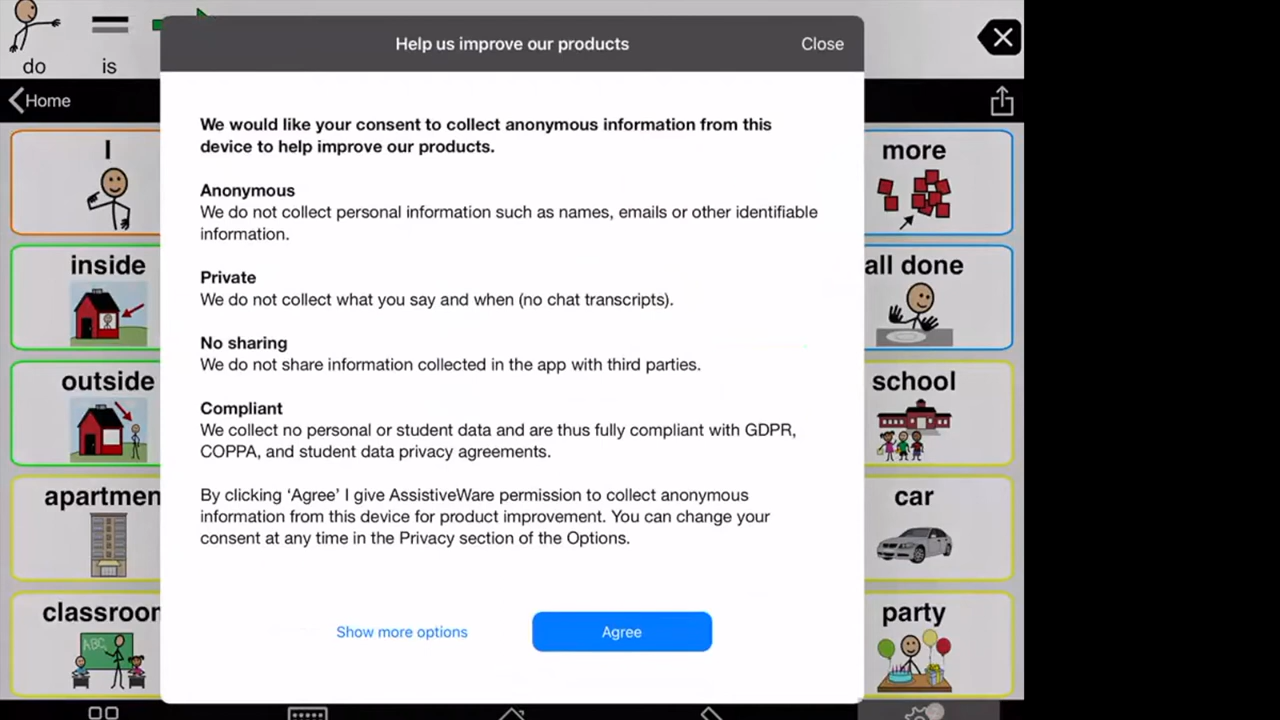 do
is
Help us improve our products
Close
Home
We would like your consent to collect anonymous information from this
device to help improve our products.
Anonymous
We do not collect personal information such as names, emails or other identifiable
information.
Private
We do not collect what you say and when (no chat transcripts).
No sharing
We do not share information collected in the app with third parties.
Compliant
We collect no personal or student data and are thus fully compliant with GDPR,
COPPA, and student data privacy agreements.
By clicking ‘Agree’ I give AssistiveWare permission to collect anonymous
information from this device for product improvement. You can change your
consent at any time in the Privacy section of the Options.
Show more options
Agree
I
more
inside
all done
outside
school
apartmen
car
classroon
ABC
party